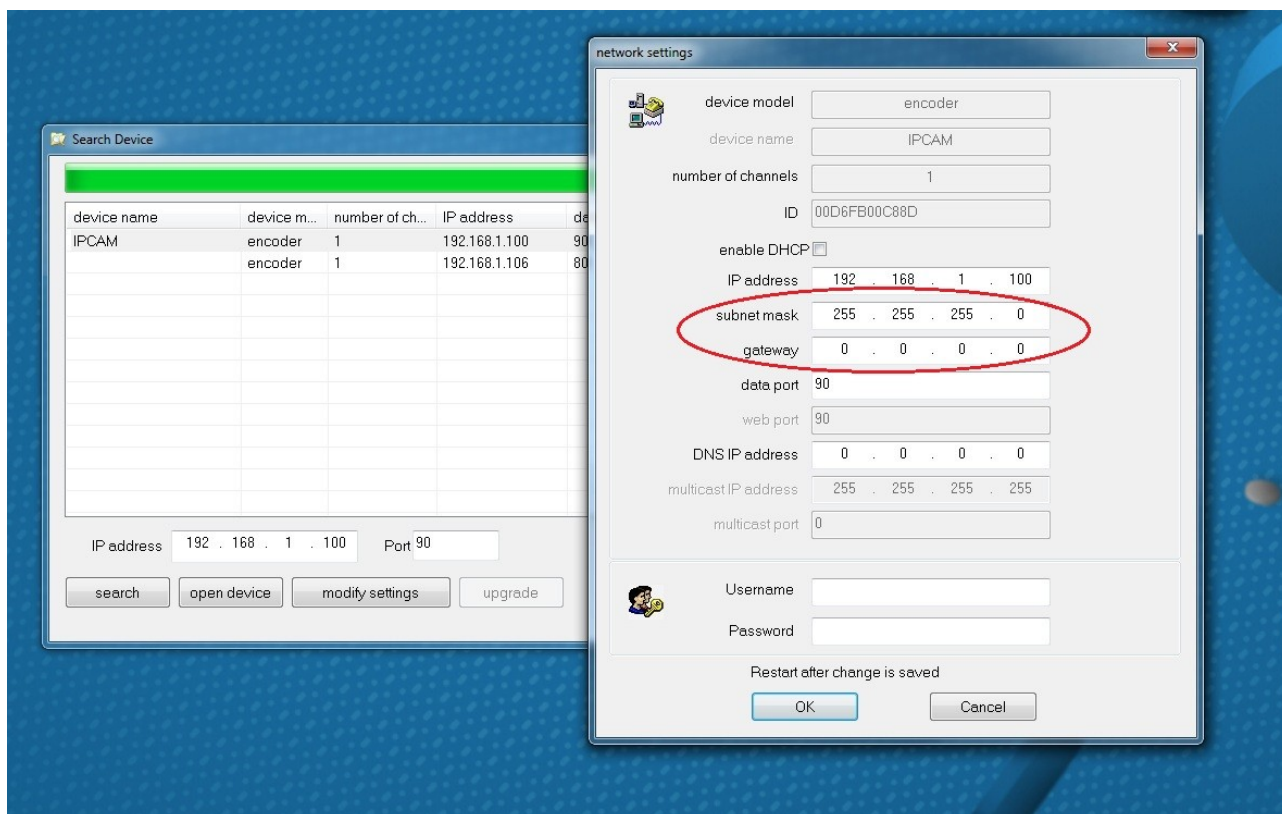 Search Device
device name device m... number of ch... IP address
IPCAM encoder 1 192.168.1.100 90
encoder 1 192.168.1.106 80
IP address 192 . 168 . 1 . 100 Port 90
search open device modify settings upgrade
network settings
device model encoder
device name IPCAM
number of channels 1
ID 00D6FB00C88D
enable DHCP
IP address 192 . 168 . 1 . 100
subnet mask 255 . 255 . 255 . 0
gateway 0 . 0 . 0 . 0
data port 90
web port 90
DNS IP address 0 . 0 . 0 . 0
multicast IP address 255 . 255 . 255 . 255
multicast port 0
Username
Password
Restart after change is saved
OK Cancel